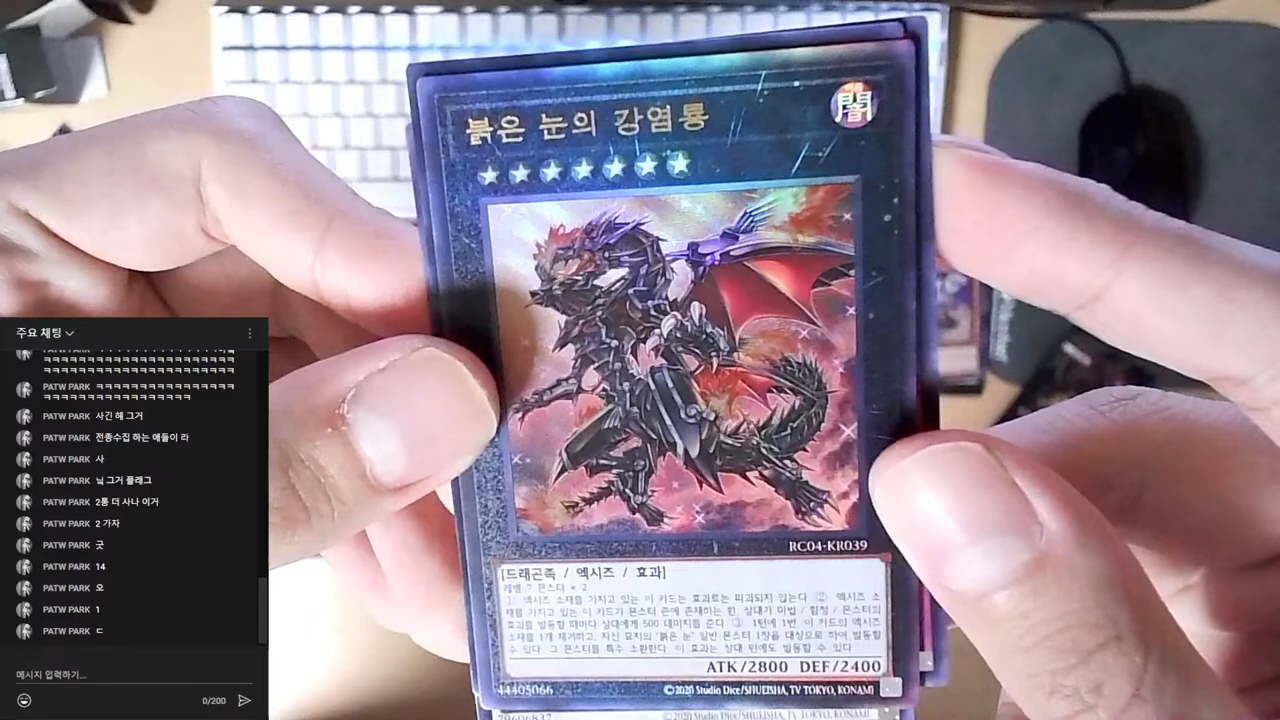 붉은 눈의 강염룡
闇
RC04-KR039
[드래곤족 / 엑시즈 / 효과]
레벨 7 몬스터 × 2
① 엑시즈 소재를 가지고 있는 이 카드는 효과로는 파괴되지 않는다. ② 엑시즈 소
재를 가지고 있는 이 카드가 몬스터 존에 존재하는 한, 상대가 마법 / 함정 / 몬스터의
효과를 발동할 때마다 상대에게 500 데미지를 준다. ③ 1턴에 1번, 이 카드의 엑시즈
소재를 1개 제거하고, 자신 묘지의 "붉은 눈" 일반 몬스터 1장을 대상으로 하여 발동할
수 있다. 그 몬스터를 특수 소환한다. 이 효과는 상대 턴에도 발동할 수 있다.
ATK/2800 DEF/2400
44405066
©2020 Studio Dice/SHUEISHA, TV TOKYO, KONAMI
©2020 Studio Dice/SHUEISHA, TV TOKYO, KONAMI
주요 채팅
PATW PARK ㅋㅋㅋㅋㅋㅋㅋㅋㅋㅋㅋㅋㅋㅋㅋㅋㅋ
ㅋㅋㅋㅋㅋㅋㅋㅋㅋㅋㅋㅋㅋㅋㅋㅋㅋㅋ
PATW PARK 사긴 해 그거
PATW PARK 전종수집 하는 애들이 라
PATW PARK 사
PATW PARK 닠 그거 플래그
PATW PARK 2통 더 사나 이거
PATW PARK 2 가자
PATW PARK 굿
PATW PARK 14
PATW PARK 오
PATW PARK 1
PATW PARK ㄷ
메시지 입력하기...
0/200